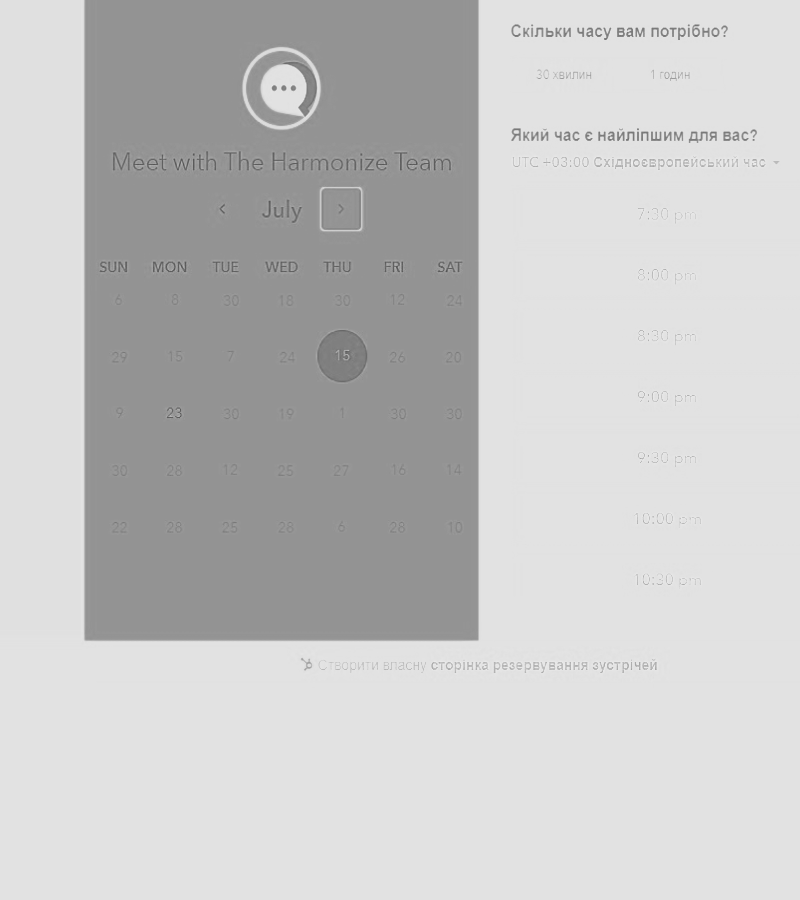 Meet with The Harmonize Team
July
SUN MON TUE WED THU FRI SAT
6 8 30 18 30 12 24
29 15 7 24 15 26 20
9 23 30 19 1 30 30
30 28 12 25 27 16 14
22 28 25 28 6 28 10
Скільки часу вам потрібно?
30 хвилин 1 годин
Який час є найліпшим для вас?
UTC +03:00 Східноєвропейський час
7:30 pm
8:00 pm
8:30 pm
9:00 pm
9:30 pm
10:00 pm
10:30 pm
Створити власну сторінка резервування зустрічей